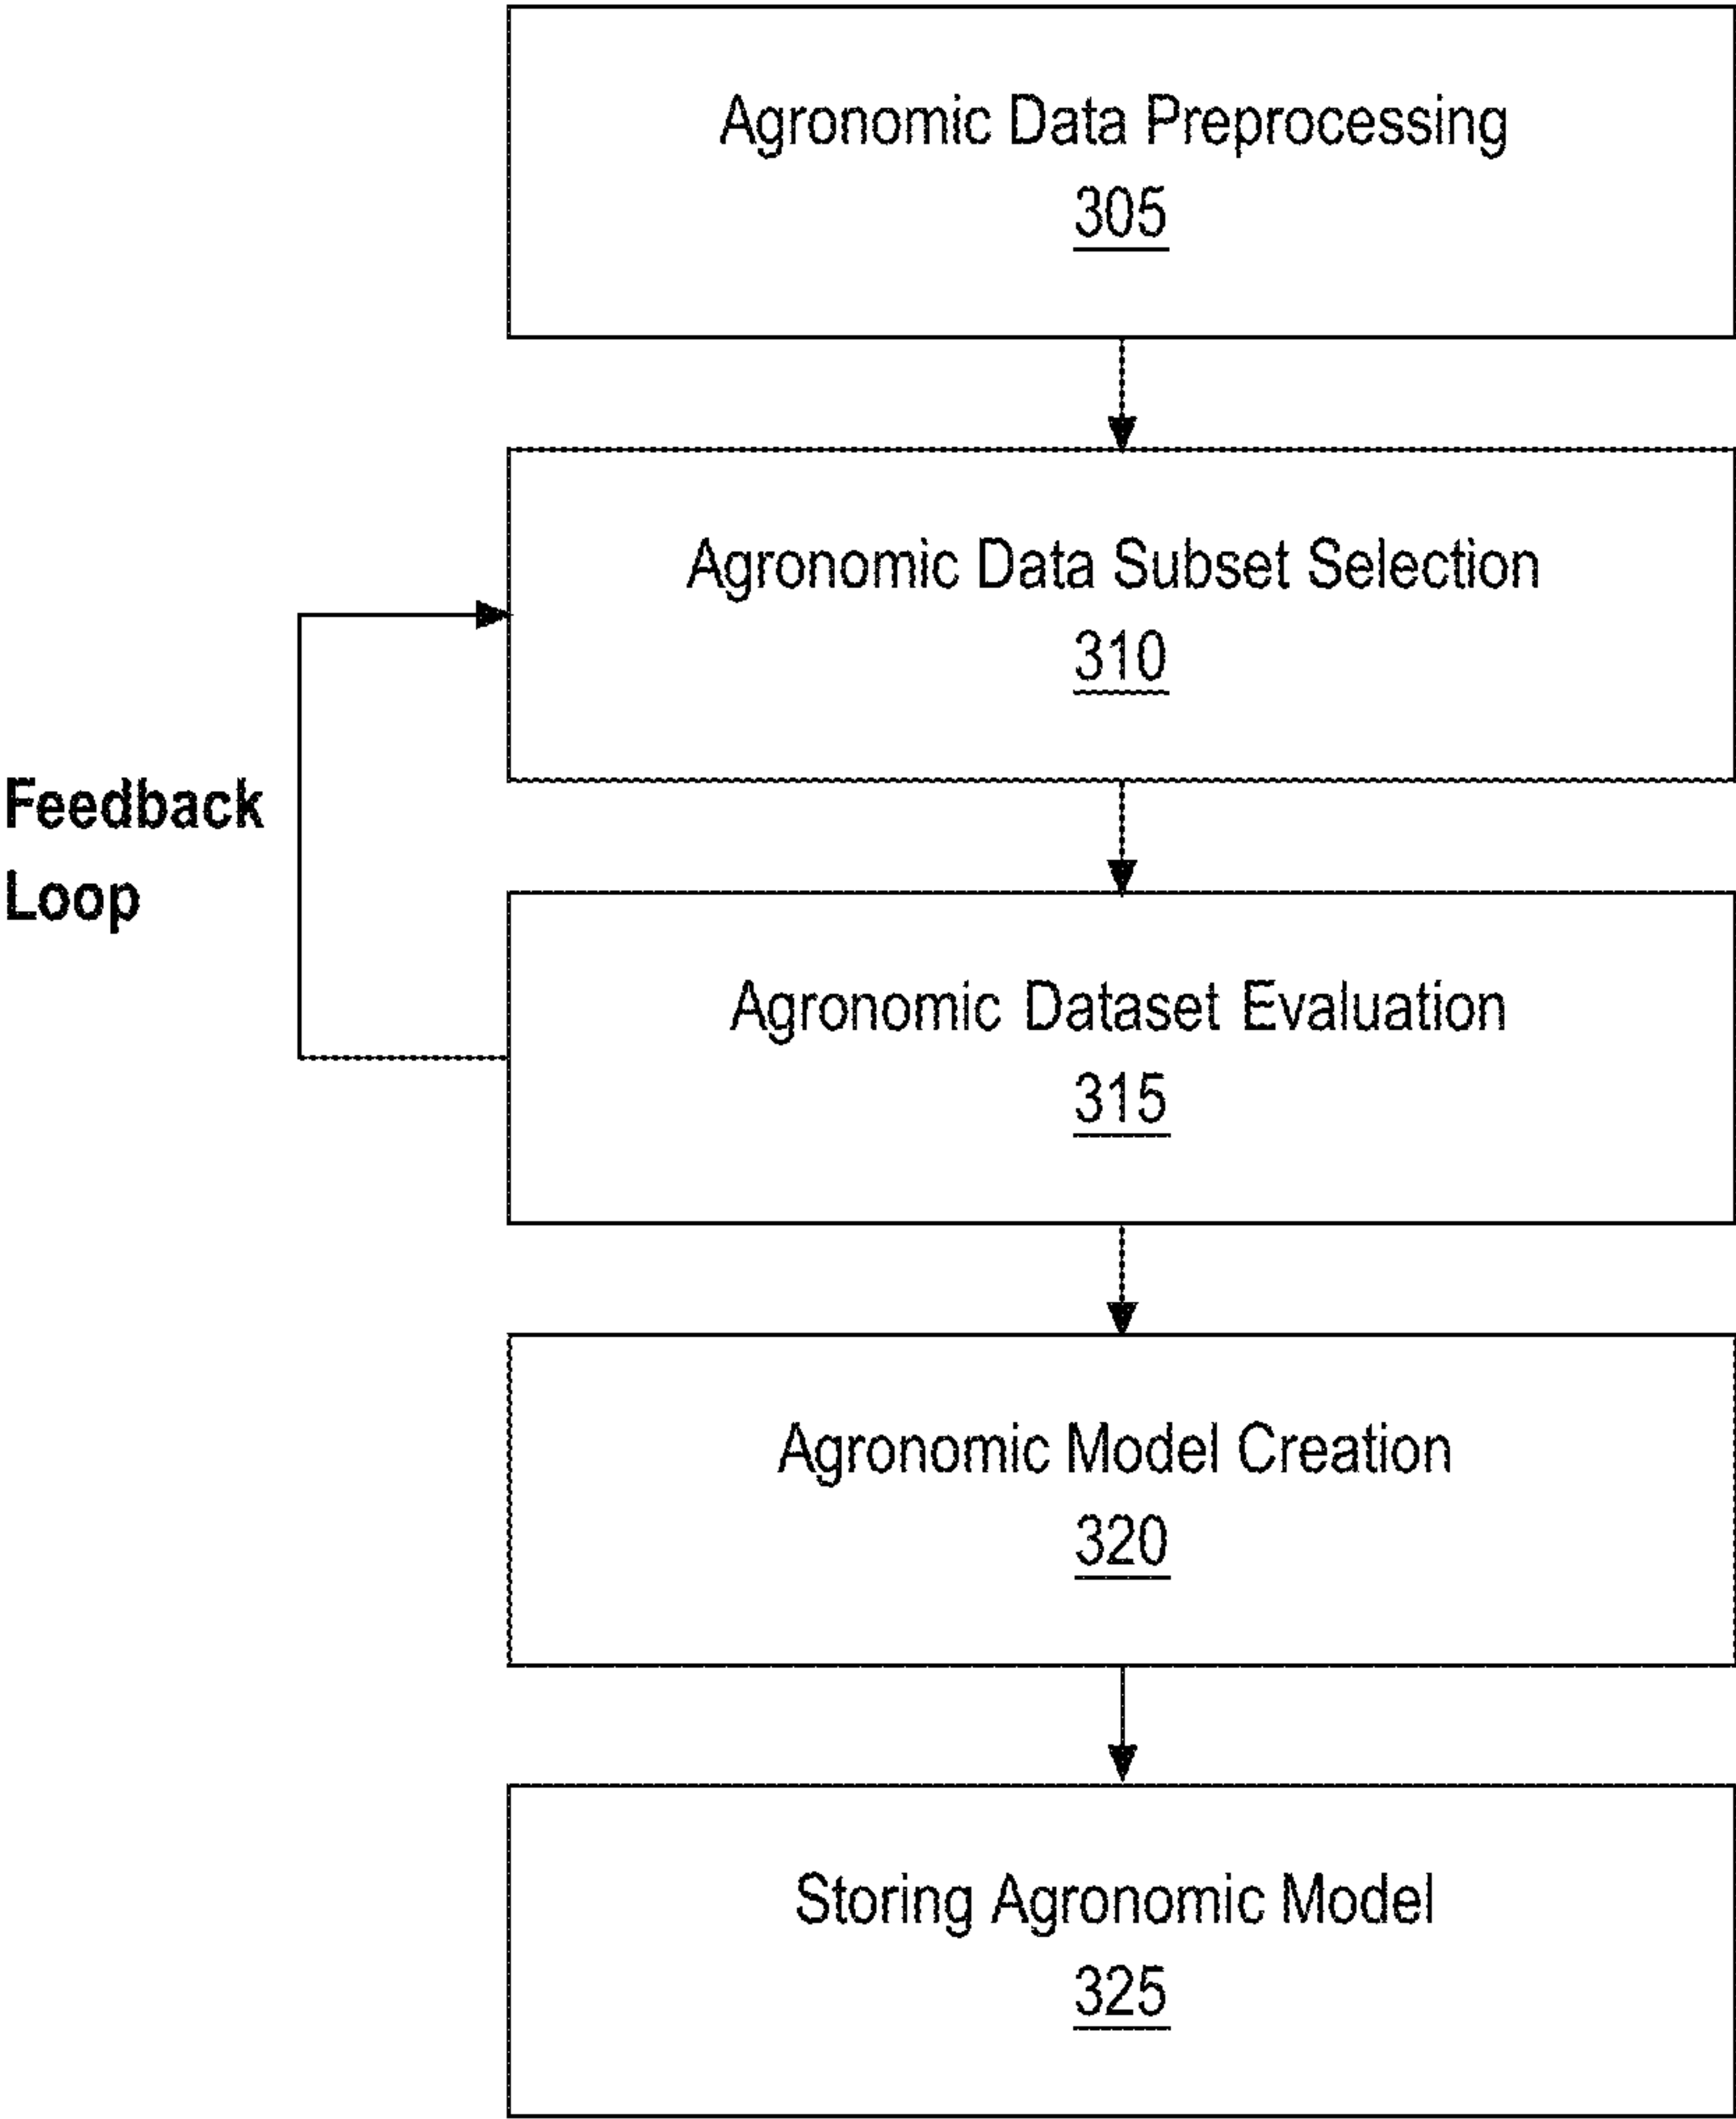 Agronomic Data Preprocessing
305
Agronomic Data Subset Selection
310
Feedback
Loop
Agronomic Dataset Evaluation
315
Agronomic Model Creation
320
Storing Agronomic Model
325